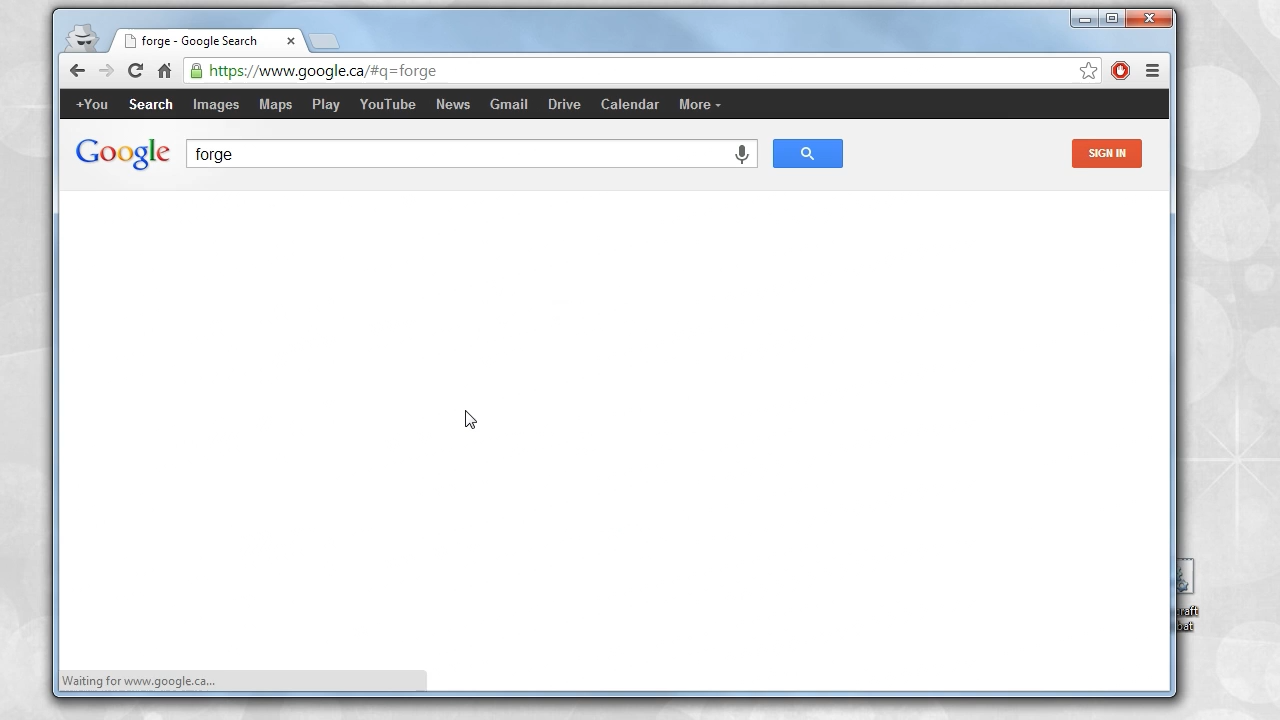 forge - Google Search
https://www.google.ca/#q=forge
+You Search Images Maps Play YouTube News Gmail Drive Calendar More
Google forge SIGN IN
Waiting for www.google.ca...